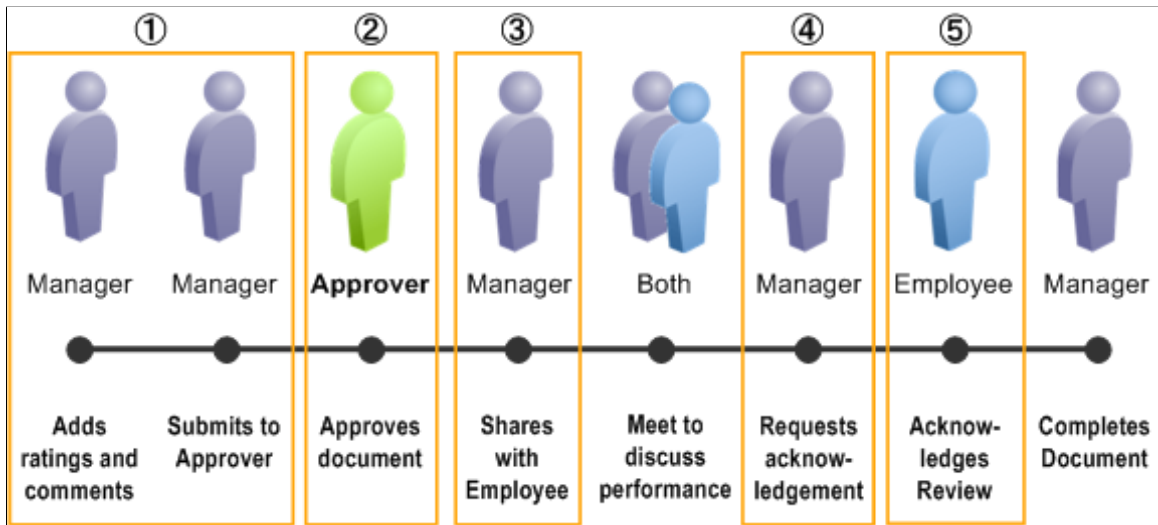 ① ② ③ ④ ⑤
Manager Manager Approver Manager Both Manager Employee Manager
Adds
ratings and
comments
Submits to
Approver
Approves
document
Shares
with
Employee
Meet to
discuss
performance
Requests
acknow-
ledgement
Acknow-
ledges
Review
Completes
Document